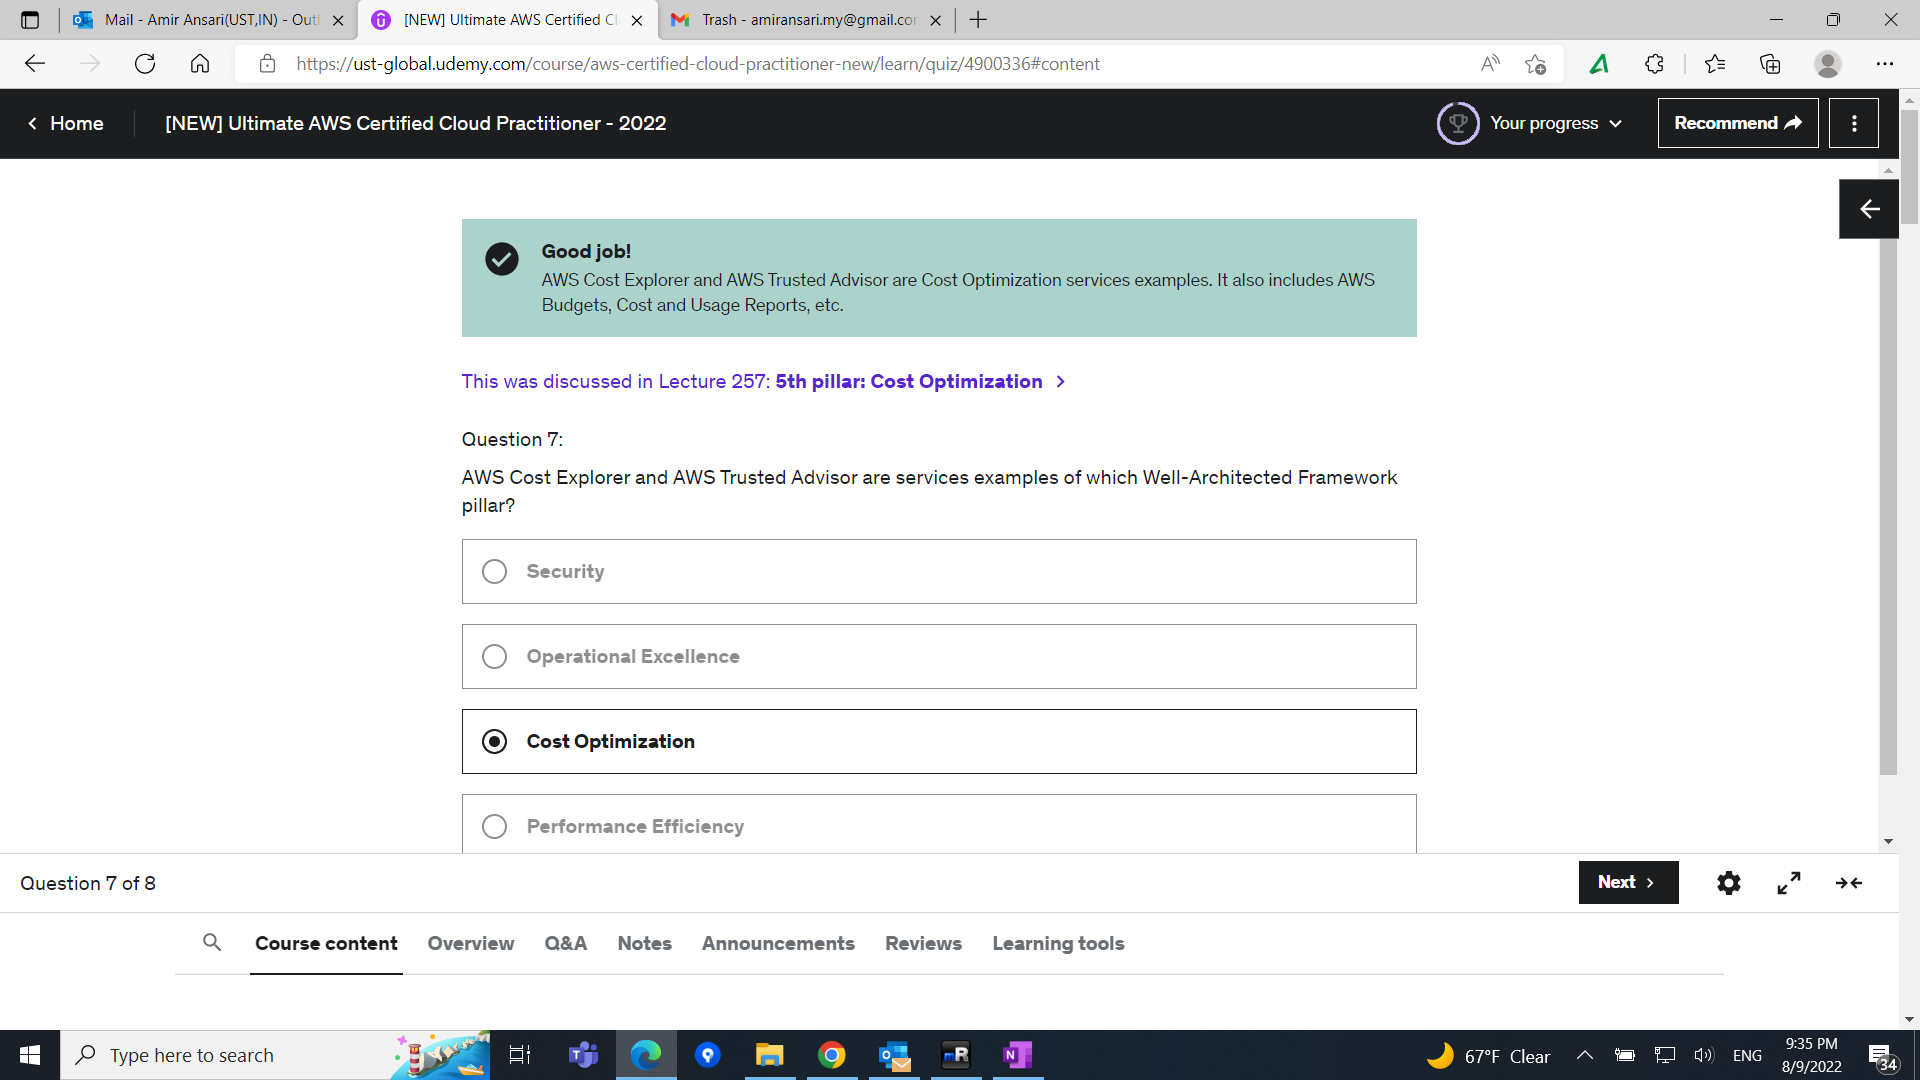 Mail - Amir Ansari(UST,IN) - Out
[NEW] Ultimate AWS Certified Cl
Trash - amiransari.my@gmail.co
https://ust-global.udemy.com/course/aws-certified-cloud-practitioner-new/learn/quiz/4900336#content
Home
[NEW] Ultimate AWS Certified Cloud Practitioner - 2022
Your progress
Recommend
Good job!
AWS Cost Explorer and AWS Trusted Advisor are Cost Optimization services examples. It also includes AWS
Budgets, Cost and Usage Reports, etc.
This was discussed in Lecture 257: 5th pillar: Cost Optimization
Question 7:
AWS Cost Explorer and AWS Trusted Advisor are services examples of which Well-Architected Framework
pillar?
Security
Operational Excellence
Cost Optimization
Performance Efficiency
Question 7 of 8
Next
Course content
Overview
Q&A
Notes
Announcements
Reviews
Learning tools
Type here to search
67°F Clear
ENG
9:35 PM
8/9/2022
34